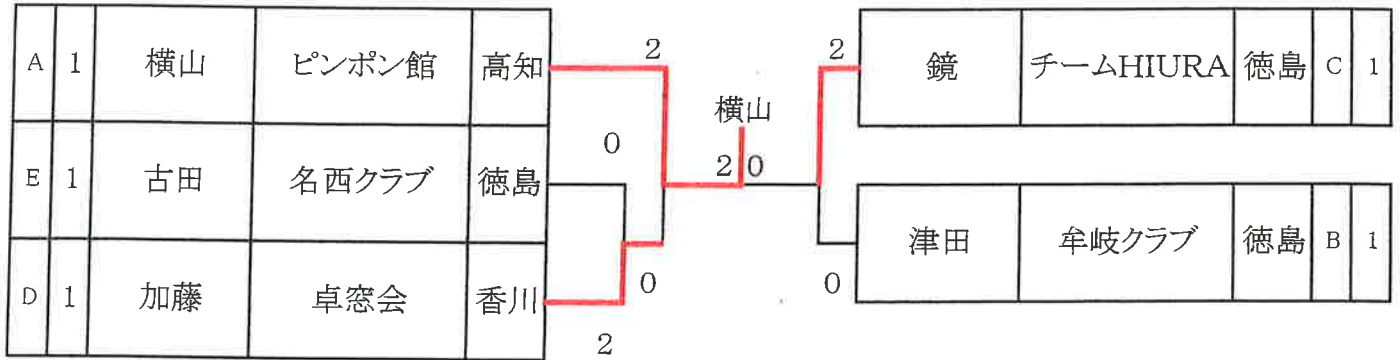 A 1 横山 ピンポン館 高知
E 1 古田 名西クラブ 徳島
D 1 加藤 卓窓会 香川
2
0
0
2
横山
2 0
2
0
鏡 チームHIURA 徳島 C 1
津田 牟岐クラブ 徳島 B 1